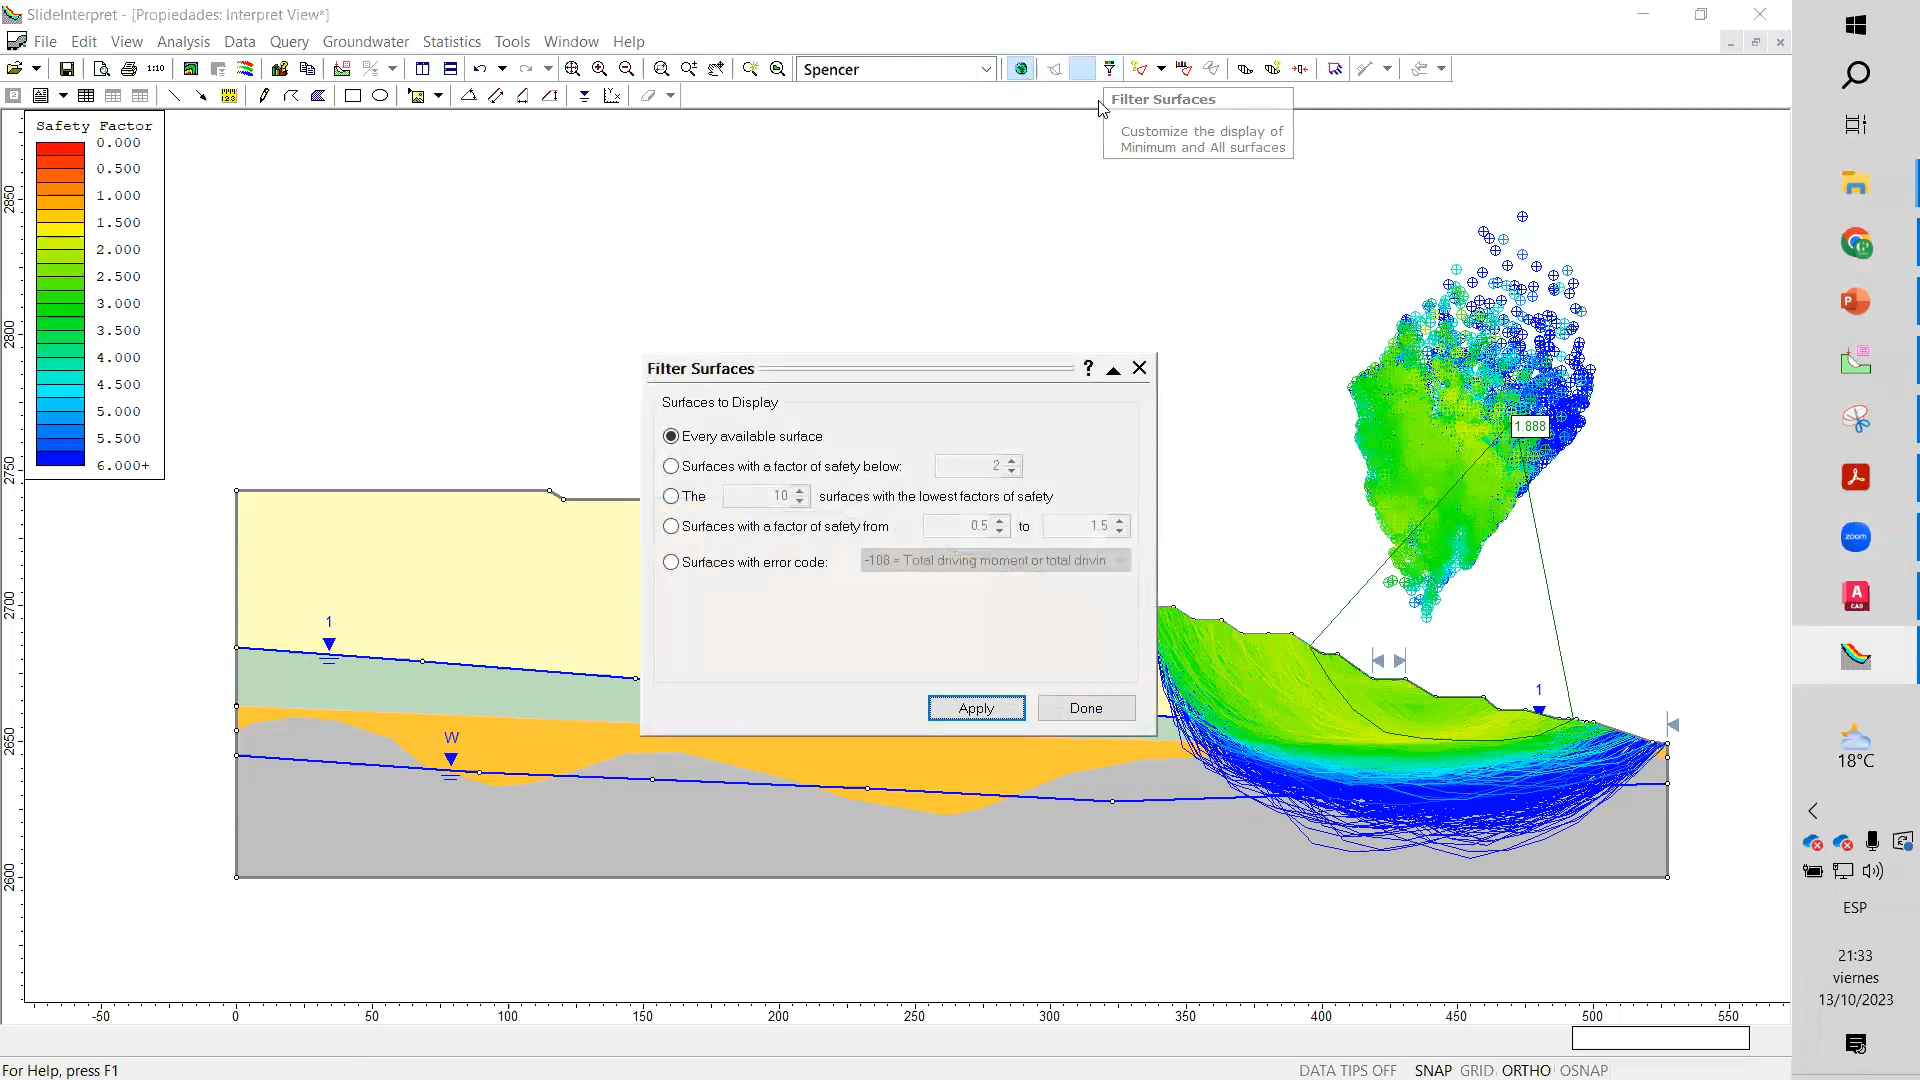 SlideInterpret - [Propiedades: Interpret View*]
File Edit View Analysis Data Query Groundwater Statistics Tools Window Help
1:10
Spencer
123
Filter Surfaces
Customize the display of
Minimum and All surfaces
Safety Factor
0.000
0.500
1.000
1.500
2.000
2.500
3.000
3.500
4.000
4.500
5.000
5.500
6.000+
2850
2800
2750
2700
2650
2600
1.888
Filter Surfaces ?
Surfaces to Display
Every available surface
Surfaces with a factor of safety below: 2
The 10 surfaces with the lowest factors of safety
Surfaces with a factor of safety from 0.5 to 1.5
Surfaces with error code: -108 = Total driving moment or total drivin
Apply Done
1
W
1
-50 0 50 100 150 200 250 300 350 400 450 500 550
For Help, press F1
DATA TIPS OFF SNAP GRID ORTHO OSNAP
P
zoom
A
CAD
18°C
ESP
21:33
viernes
13/10/2023